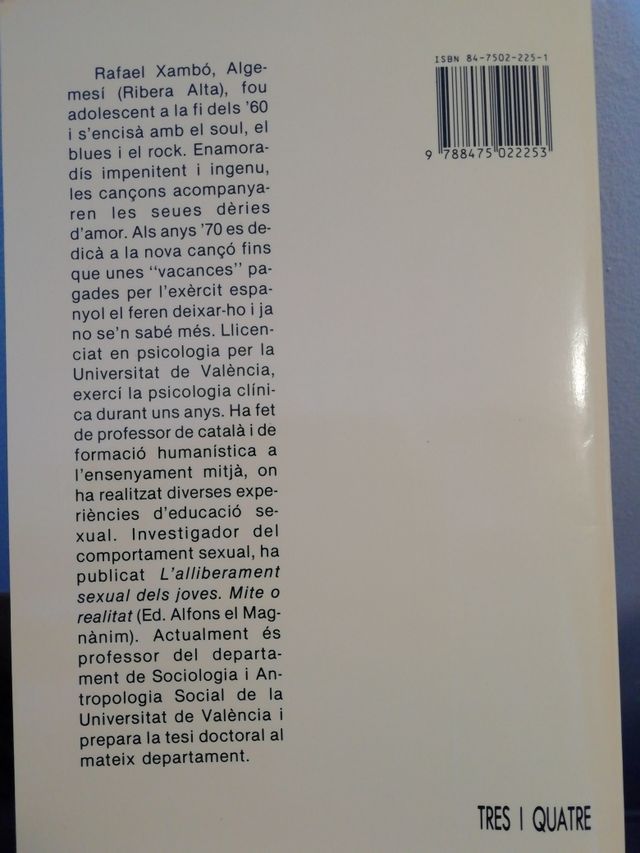 Rafael Xambó, Alge-
mesí (Ribera Alta), fou
adolescent a la fi dels '60
i s'encisà amb el soul, el
blues i el rock. Enamora-
dís impenitent i ingenu,
les cançons acompanya-
ren les seues dèries
d'amor. Als anys '70 es de-
dicà a la nova cançó fins
que unes ‘‘vacances’’ pa-
gades per l'exèrcit espa-
nyol el feren deixar-ho i ja
no se'n sabé més. Llicen-
ciat en psicologia per la
Universitat de València,
exercí la psicologia clíni-
ca durant uns anys. Ha fet
de professor de català i de
formació humanística a
l'ensenyament mitjà, on
ha realitzat diverses expe-
riències d'educació se-
xual. Investigador del
comportament sexual, ha
publicat L'alliberament
sexual dels joves. Mite o
realitat (Ed. Alfons el Mag-
nànim). Actualment és
professor del departa-
ment de Sociologia i An-
tropologia Social de la
Universitat de València i
prepara la tesi doctoral al
mateix departament.
ISBN 84-7502-225-1
9 788475 022253
TRES I QUATRE